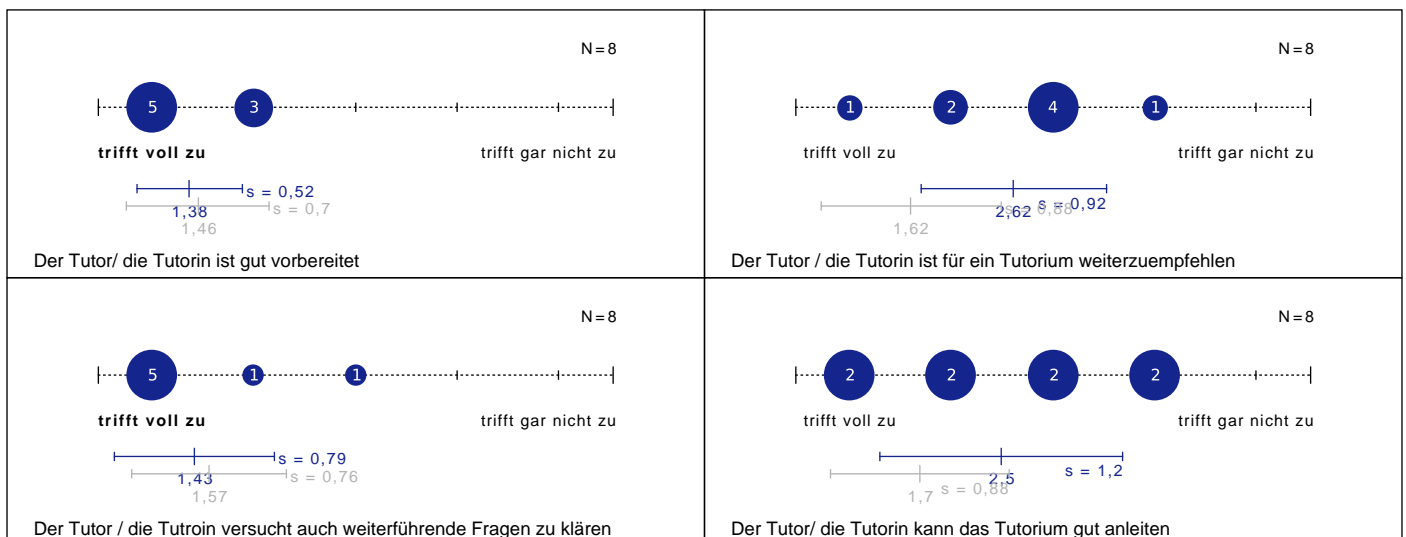 N=8
5 3
trifft voll zu trifft gar nicht zu
s = 0,52
1,38 s = 0,7
1,46
Der Tutor/ die Tutorin ist gut vorbereitet
N=8
1 2 4 1
trifft voll zu trifft gar nicht zu
s = 0,92
2,62 s = 0,88
1,62
Der Tutor / die Tutorin ist für ein Tutorium weiterzuempfehlen
N=8
5 1 1
trifft voll zu trifft gar nicht zu
s = 0,79
1,43 s = 0,76
1,57
Der Tutor / die Tutroin versucht auch weiterführende Fragen zu klären
N=8
2 2 2 2
trifft voll zu trifft gar nicht zu
s = 1,2
2,5
1,7 s = 0,88
Der Tutor/ die Tutorin kann das Tutorium gut anleiten